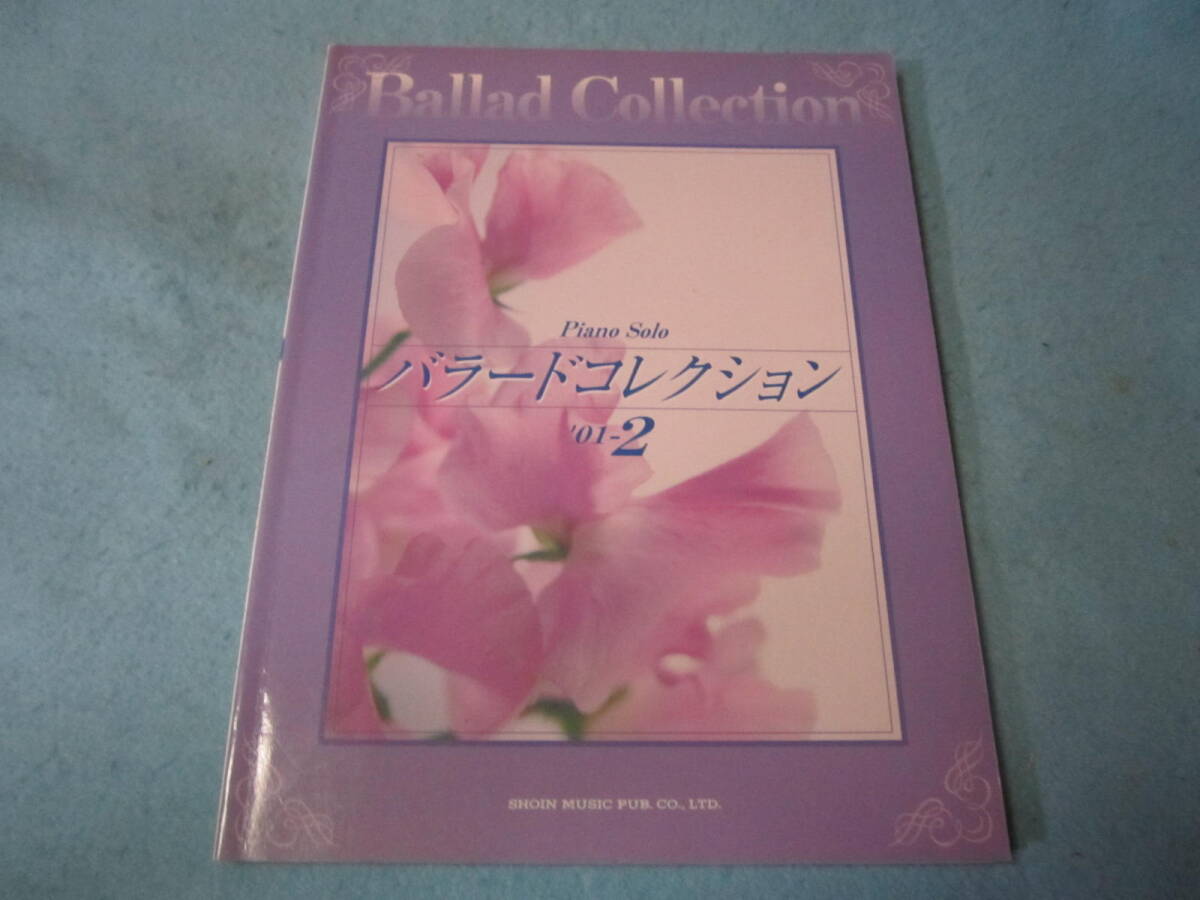 Ballad Collection
Piano Solo
バラードコレクション
'01-2
SHOIN MUSIC PUB. CO., LTD.